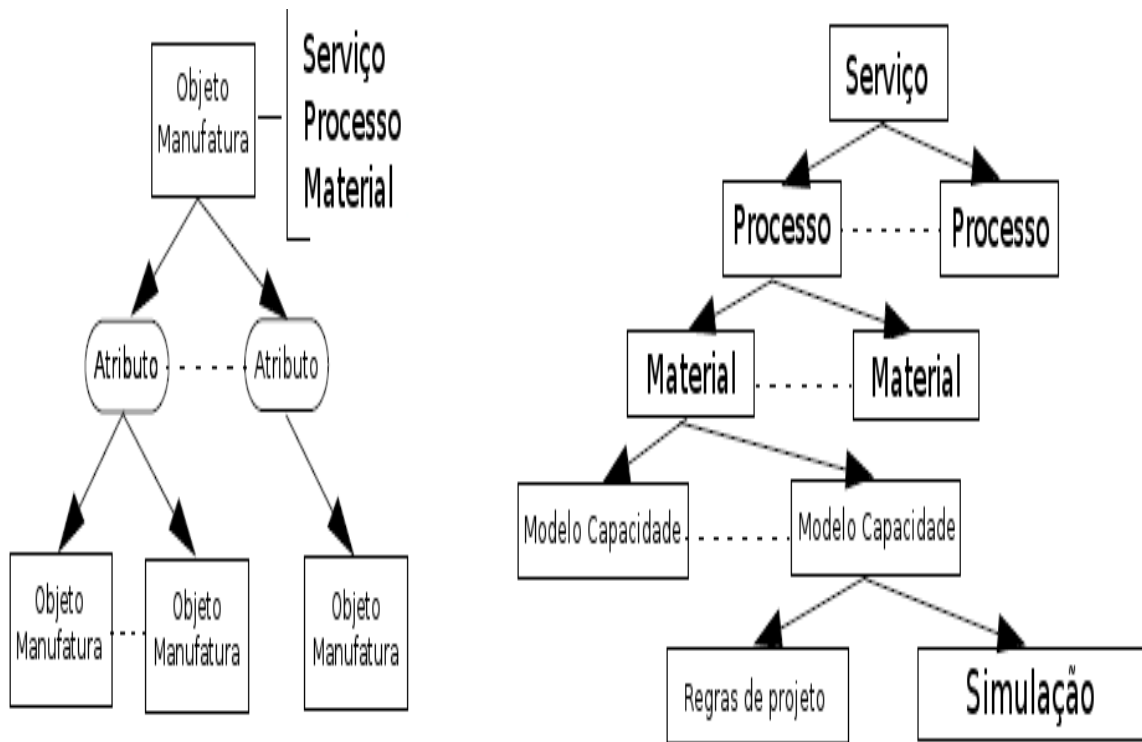 Objeto
Manufatura
Serviço
Processo
Material
Atributo
Atributo
Objeto
Manufatura
Objeto
Manufatura
Objeto
Manufatura
Serviço
Processo
Processo
Material
Material
Modelo Capacidade
Modelo Capacidade
Regras de projeto
Simulação